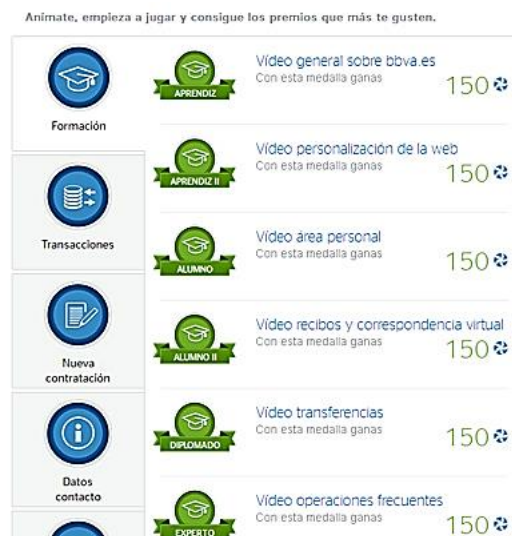 Anímate, empieza a jugar y consigue los premios que más te gusten.
Formación
Transacciones
Nueva
contratación
Datos
contacto
APRENDIZ
Vídeo general sobre bbva.es
Con esta medalla ganas
150
APRENDIZ II
Vídeo personalización de la web
Con esta medalla ganas
150
ALUMNO
Vídeo área personal
Con esta medalla ganas
150
ALUMNO II
Vídeo recibos y correspondencia virtual
Con esta medalla ganas
150
DIPLOMADO
Vídeo transferencias
Con esta medalla ganas
150
EXPERTO
Vídeo operaciones frecuentes
Con esta medalla ganas
150